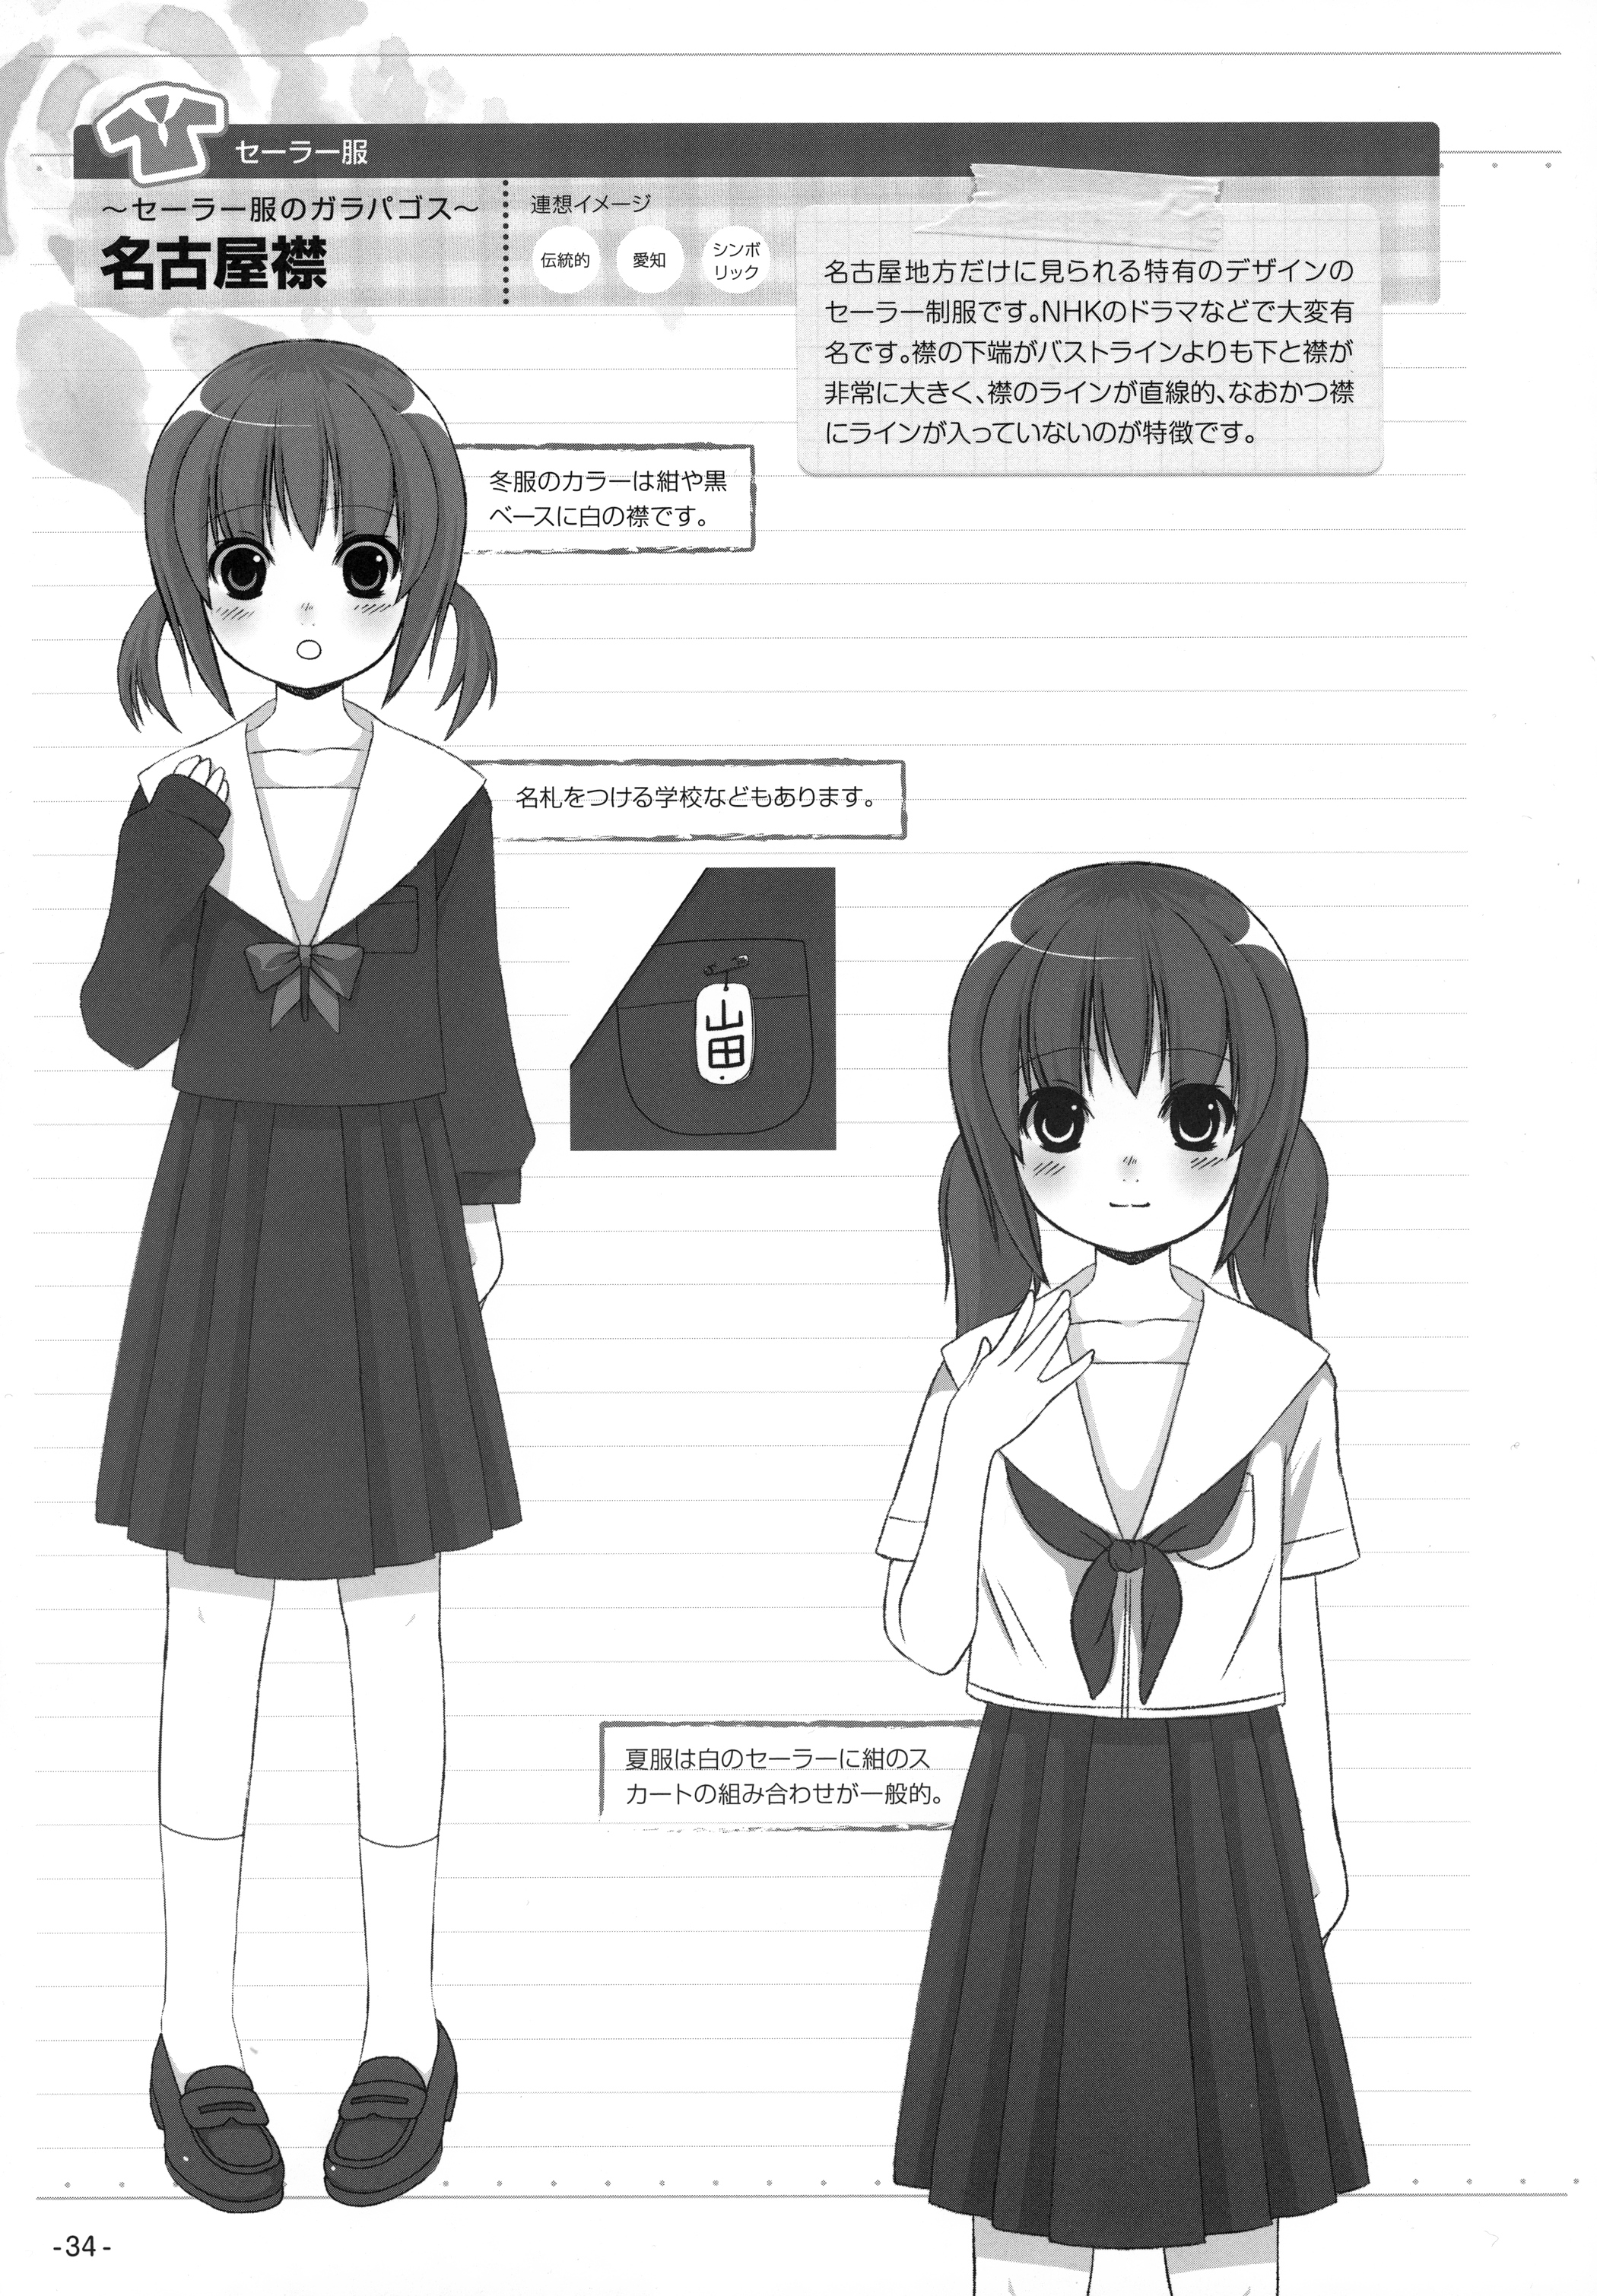 セーラー服
～セーラー服のガラパゴス～
名古屋襟
連想イメージ
伝統的
愛知
シンボ
リック
名古屋地方だけに見られる特有のデザインの
セーラー制服です。NHKのドラマなどで大変有
名です。襟の下端がバストラインよりも下と襟が
非常に大きく、襟のラインが直線的、なおかつ襟
にラインが入っていないのが特徴です。
冬服のカラーは紺や黒
ベースに白の襟です。
名札をつける学校などもあります。
山
田
夏服は白のセーラーに紺のス
カートの組み合わせが一般的。
-34-